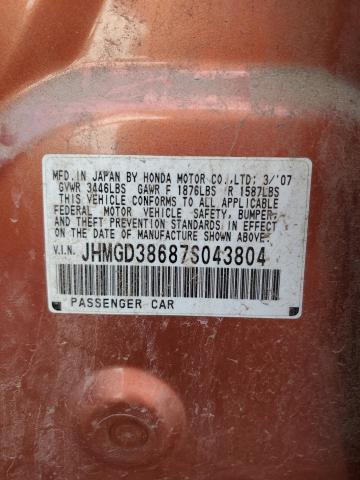 MFD. IN JAPAN BY HONDA MOTOR CO.,LTD; 3/'07
GVWR 3446LBS GAWR F 1876LBS R 1587LBS
THIS VEHICLE CONFORMS TO ALL APPLICABLE
FEDERAL MOTOR VEHICLE SAFETY, BUMPER,
AND THEFT PREVENTION STANDARDS IN
EFFECT ON THE DATE OF MANUFACTURE
SHOWN ABOVE.
V.I.N. JHMGD38687S043804
PASSENGER CAR